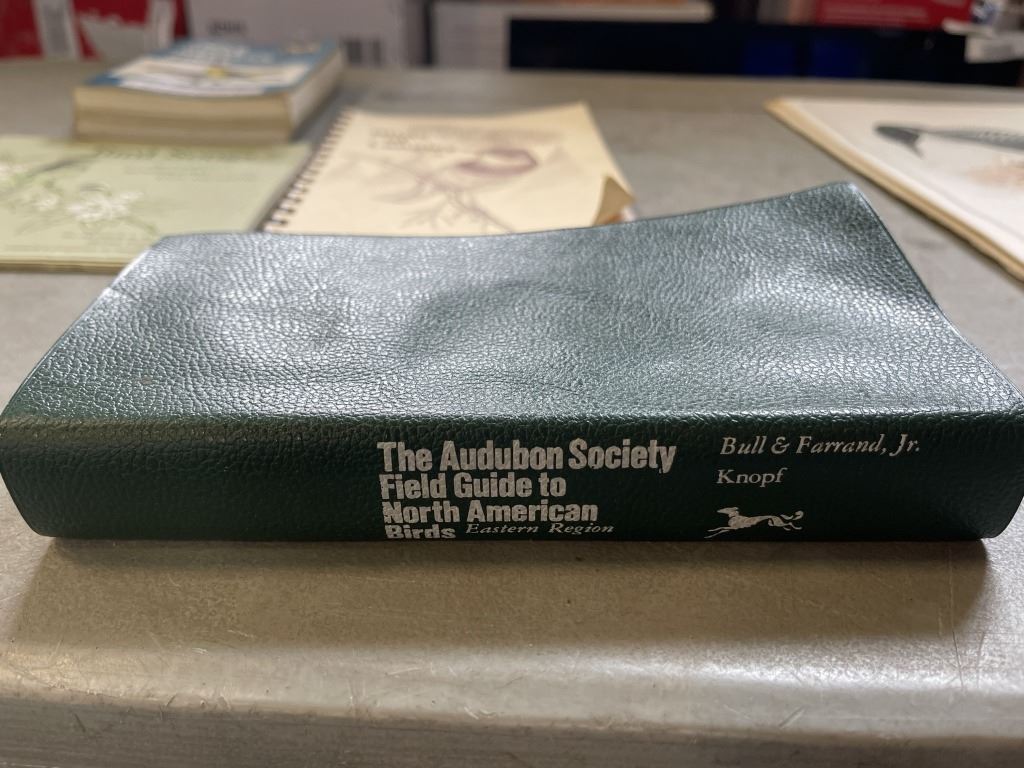 The Audubon Society
Field Guide to
North American
Birds Eastern Region
Bull & Farrand, Jr.
Knopf